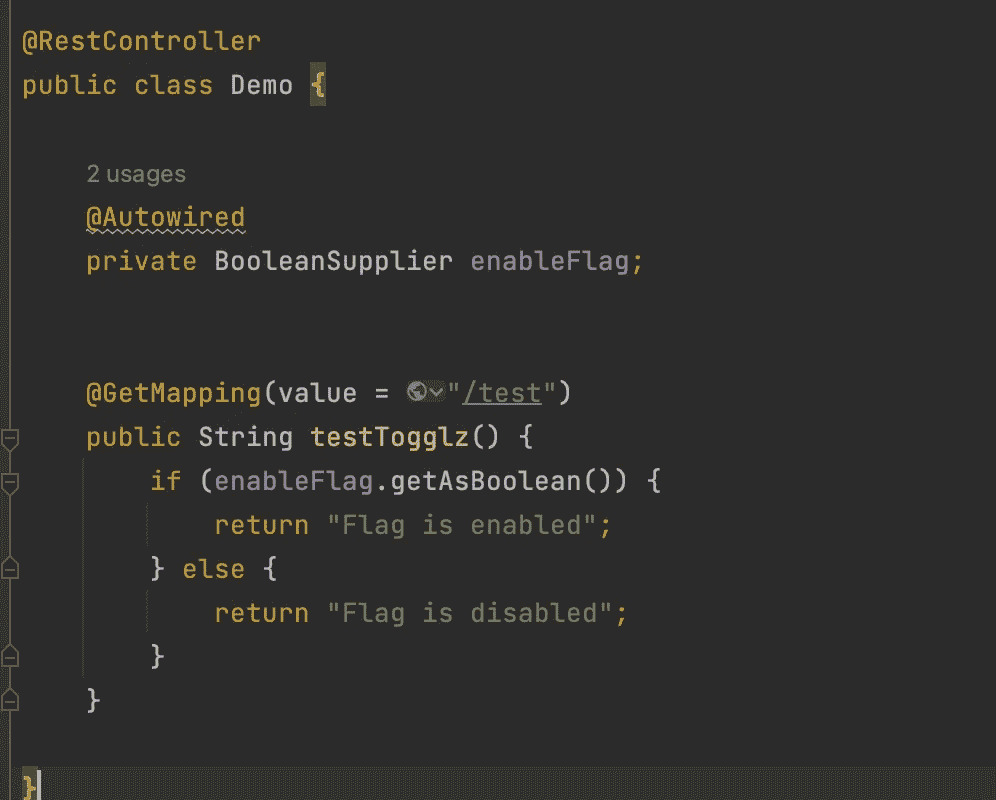 @RestController
public class Demo {
2 usages
@Autowired
private BooleanSupplier enableFlag;
@GetMapping(value = "/test")
public String testTogglz() {
if (enableFlag.getAsBoolean()) {
return "Flag is enabled";
} else {
return "Flag is disabled";
}
}
}